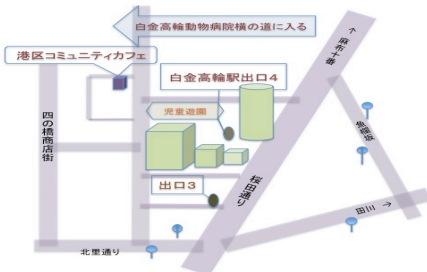 白金高輪動物病院横の道に入る
← 麻布十番
港区コミュニティカフェ
白金高輪駅出口4
児童遊園
四の橋商店街
魚籃坂
出口3
桜田通り
三田 →
北里通り